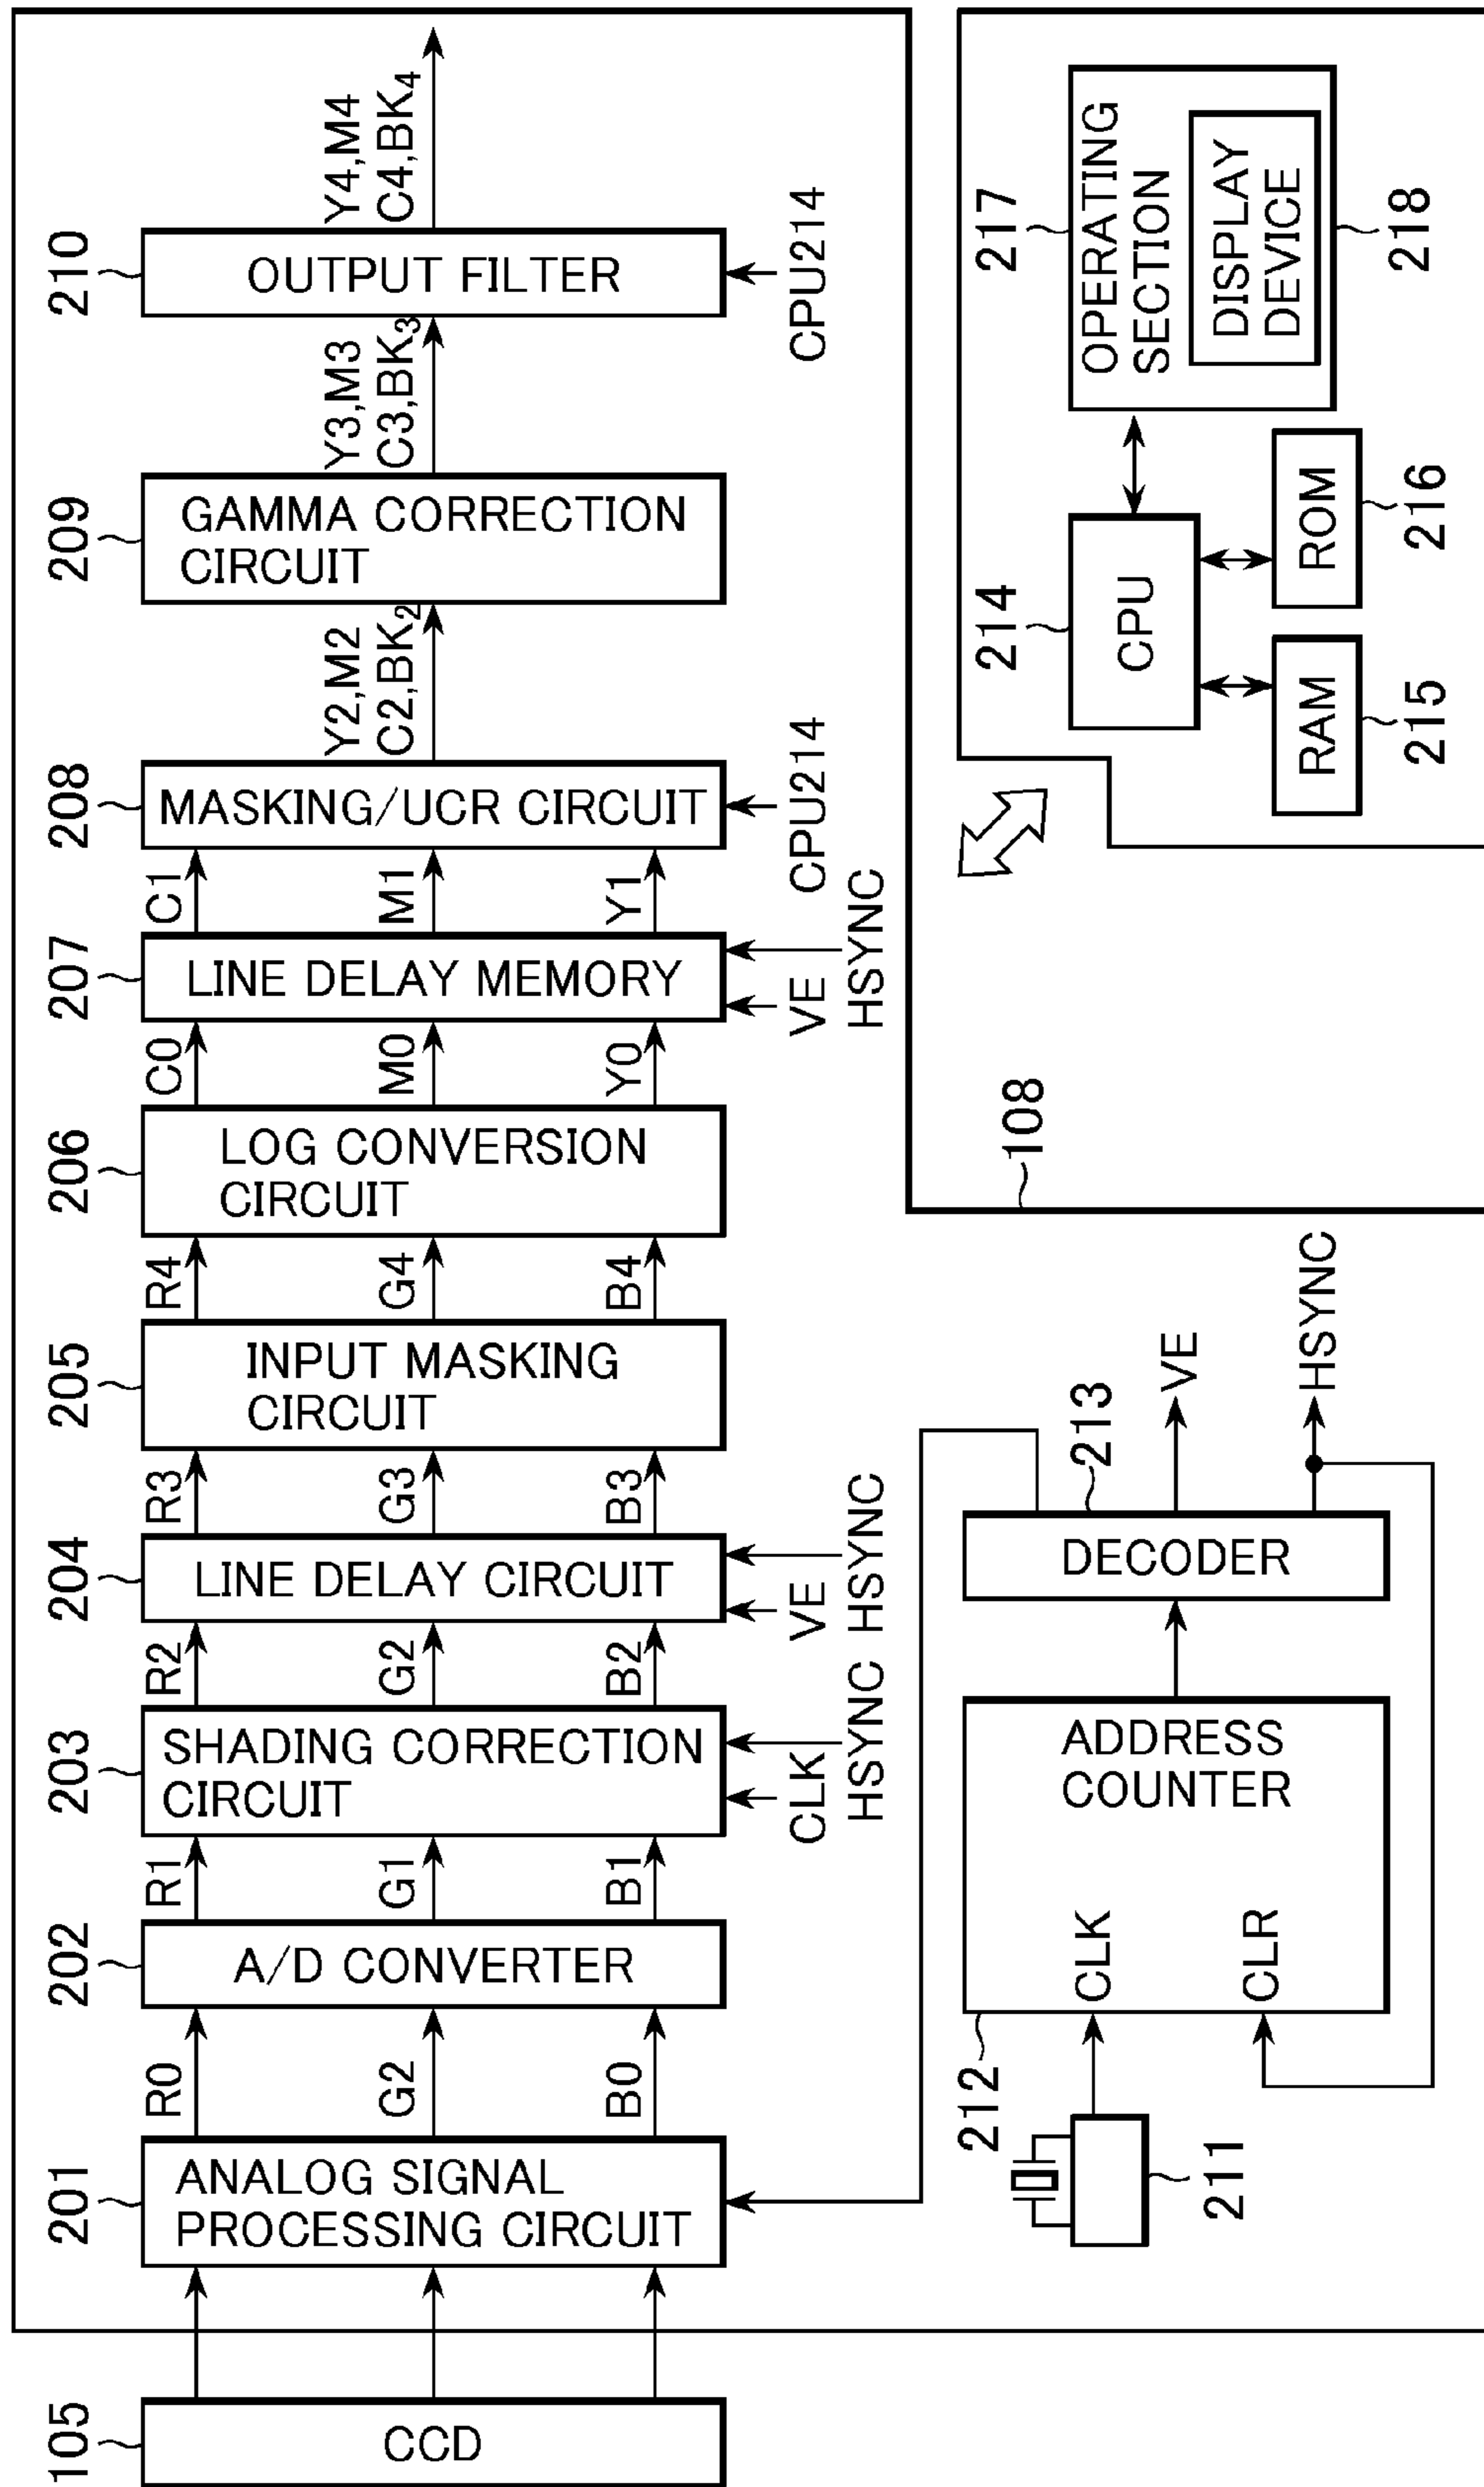 105
CCD
201
ANALOG SIGNAL
PROCESSING CIRCUIT
R0
G2
B0
202
A/D CONVERTER
R1
G1
B1
203
SHADING CORRECTION
CIRCUIT
CLK
HSYNC
R2
G2
B2
204
LINE DELAY CIRCUIT
VE
HSYNC
R3
G3
B3
205
INPUT MASKING
CIRCUIT
R4
G4
B4
206
LOG CONVERSION
CIRCUIT
C0
M0
Y0
207
LINE DELAY MEMORY
VE
HSYNC
C1
M1
Y1
208
MASKING/UCR CIRCUIT
CPU214
Y2,M2
C2,BK2
209
GAMMA CORRECTION
CIRCUIT
Y3,M3
C3,BK3
210
OUTPUT FILTER
CPU214
Y4,M4
C4,BK4
211
212
CLK
CLR
ADDRESS
COUNTER
DECODER
213
VE
HSYNC
108
214
CPU
RAM
215
ROM
216
217
OPERATING
SECTION
DISPLAY
DEVICE
218